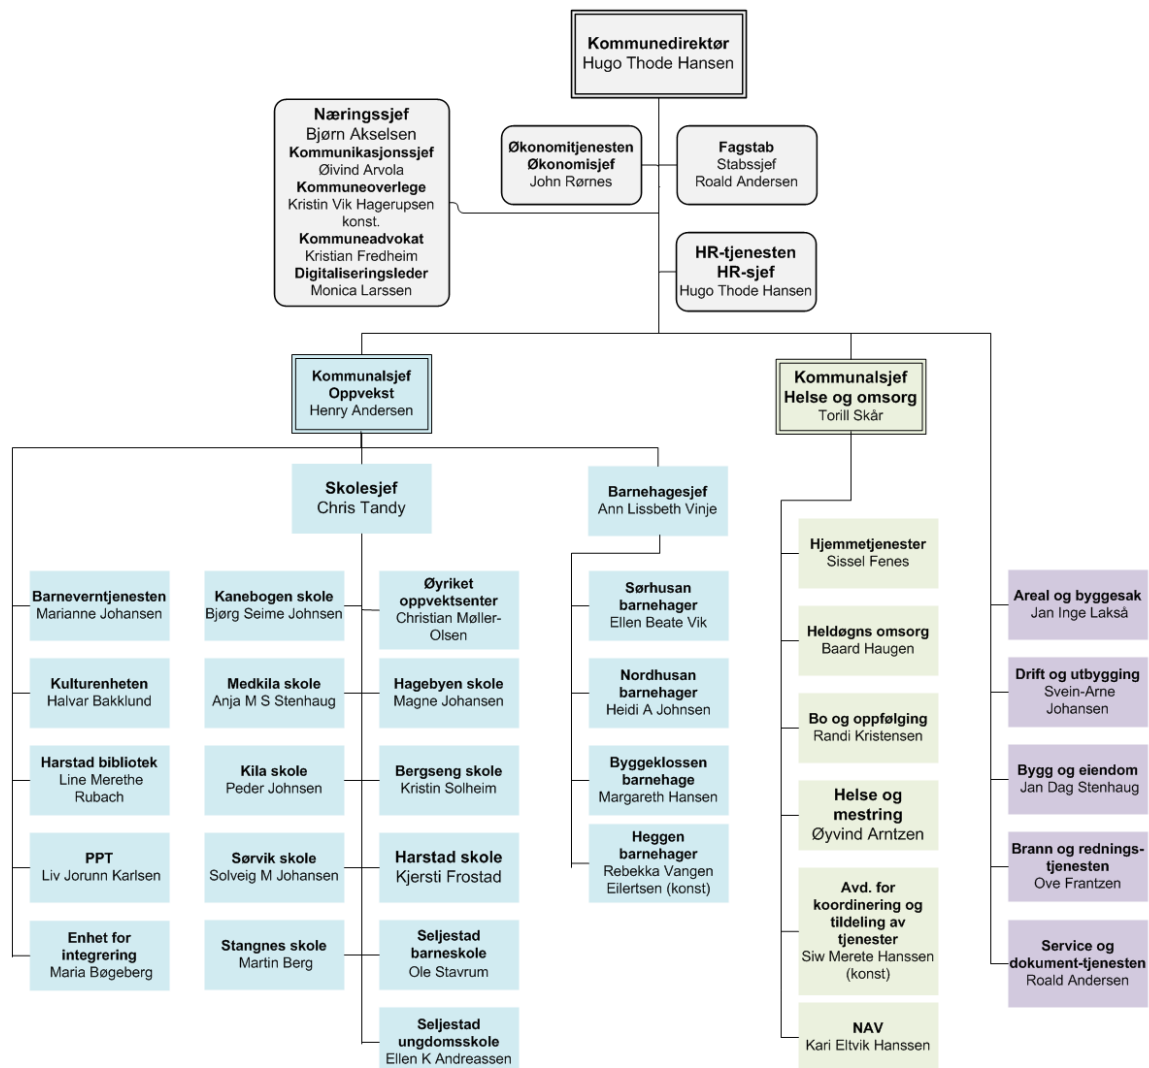 Kommunedirektør
Hugo Thode Hansen
Næringssjef
Bjørn Akselsen
Kommunikasjonssjef
Øivind Arvola
Kommuneoverlege
Kristin Vik Hagerupsen
konst.
Kommuneadvokat
Kristian Fredheim
Digitaliseringsleder
Monica Larssen
Økonomitjenesten
Økonomisjef
John Rørnes
Fagstab
Stabssjef
Roald Andersen
HR-tjenesten
HR-sjef
Hugo Thode Hansen
Kommunalsjef
Oppvekst
Henry Andersen
Kommunalsjef
Helse og omsorg
Torill Skår
Skolesjef
Chris Tandy
Barnehagesjef
Ann Lissbeth Vinje
Barneverntjenesten
Marianne Johansen
Kulturenheten
Halvar Bakklund
Harstad bibliotek
Line Merethe
Rubach
PPT
Liv Jorunn Karlsen
Enhet for
integrering
Maria Bøgeberg
Kanebogen skole
Bjørg Seime Johnsen
Medkila skole
Anja M S Stenhaug
Kila skole
Peder Johnsen
Sørvik skole
Solveig M Johansen
Stangnes skole
Martin Berg
Øyriket
oppvektsenter
Christian Møller-
Olsen
Hagebyen skole
Magne Johansen
Bergseng skole
Kristin Solheim
Harstad skole
Kjersti Frostad
Seljestad
barneskole
Ole Stavrum
Seljestad
ungdomsskole
Ellen K Andreassen
Sørhusan
barnehager
Ellen Beate Vik
Nordhusan
barnehager
Heidi A Johnsen
Byggeklossen
barnehage
Margareth Hansen
Heggen
barnehager
Rebekka Vangen
Eilertsen (konst)
Hjemmetjenester
Sissel Fenes
Heldøgns omsorg
Baard Haugen
Bo og oppfølging
Randi Kristensen
Helse og
mestring
Øyvind Arntzen
Avd. for
koordinering og
tildeling av
tjenester
Siw Merete Hanssen
(konst)
NAV
Kari Eltvik Hanssen
Areal og byggesak
Jan Inge Lakså
Drift og utbygging
Svein-Arne
Johansen
Bygg og eiendom
Jan Dag Stenhaug
Brann og rednings-
tjenesten
Ove Frantzen
Service og
dokument-tjenesten
Roald Andersen